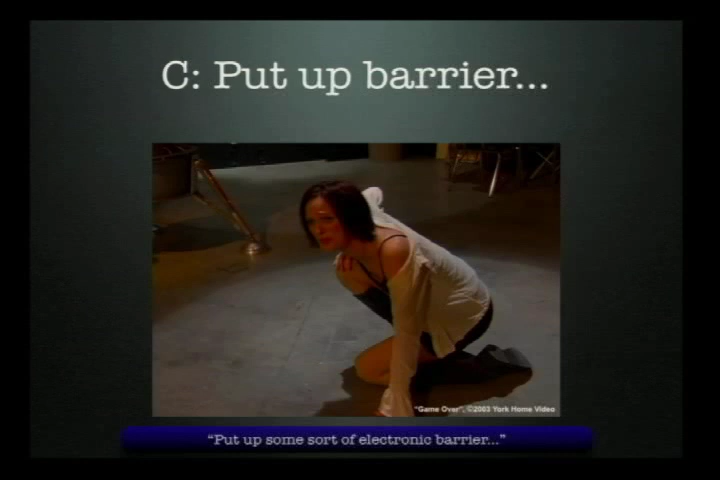 C: Put up barrier...
"Game Over", ©2003 York Home Video
"Put up some sort of electronic barrier..."